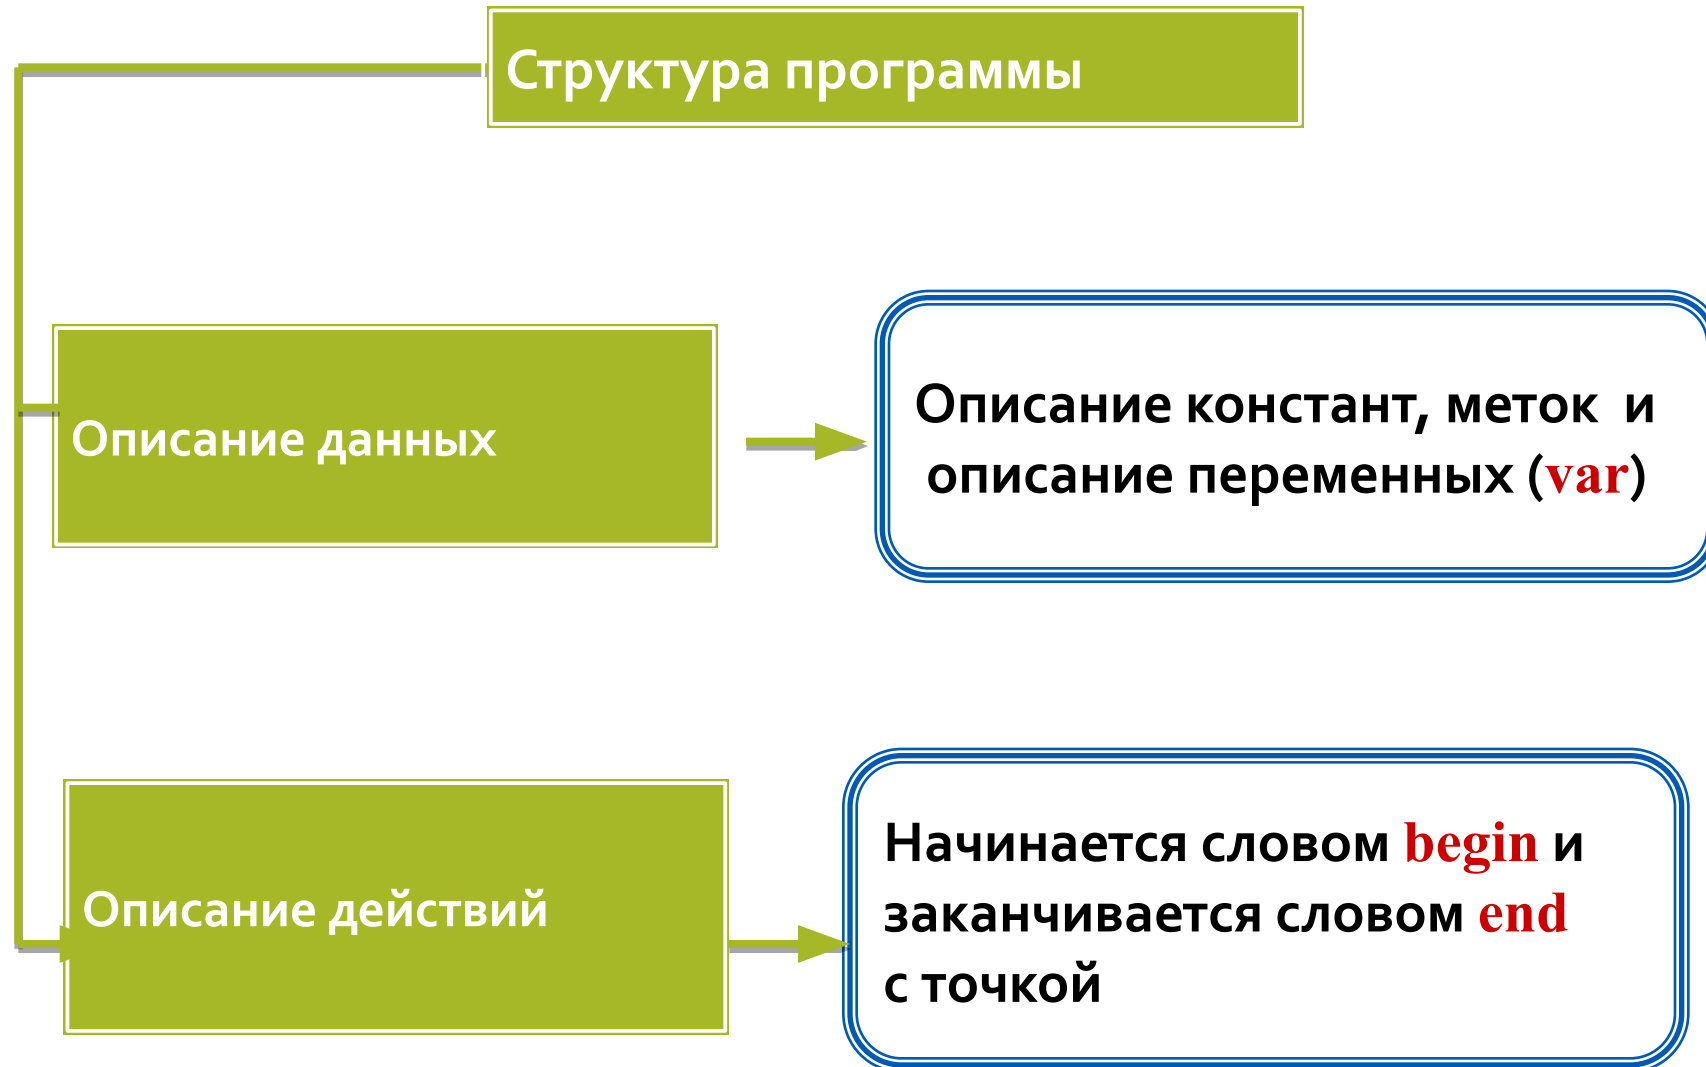 Структура программы
Описание данных
Описание констант, меток и
описание переменных (var)
Описание действий
Начинается словом begin и
заканчивается словом end
с точкой